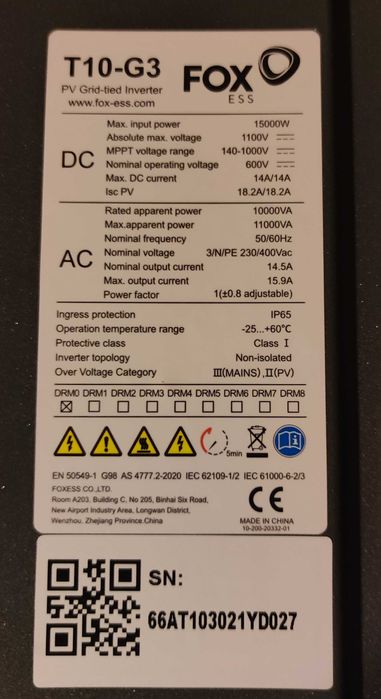 T10-G3
PV Grid-tied Inverter
www.fox-ess.com
FOX
ESS
DC
Max. input power 15000W
Absolute max. voltage 1100V
MPPT voltage range 140-1000V
Nominal operating voltage 600V
Max. DC current 14A/14A
Isc PV 18.2A/18.2A
AC
Rated apparent power 10000VA
Max.apparent power 11000VA
Nominal frequency 50/60Hz
Nominal voltage 3/N/PE 230/400Vac
Nominal output current 14.5A
Max. output current 15.9A
Power factor 1(±0.8 adjustable)
Ingress protection IP65
Operation temperature range -25...+60℃
Protective class Class I
Inverter topology Non-isolated
Over Voltage Category III(MAINS),II(PV)
DRM0 DRM1 DRM2 DRM3 DRM4 DRM5 DRM6 DRM7 DRM8
5min
EN 50549-1 G98 AS 4777.2-2020 IEC 62109-1/2 IEC 61000-6-2/3
FOXESS CO.,LTD.
Room A203, Building C, No 205, Binhai Six Road,
New Airport Industry Area, Longwan District,
Wenzhou, Zhejiang Province.China
CE
MADE IN CHINA
10-200-20332-01
SN:
66AT103021YD027